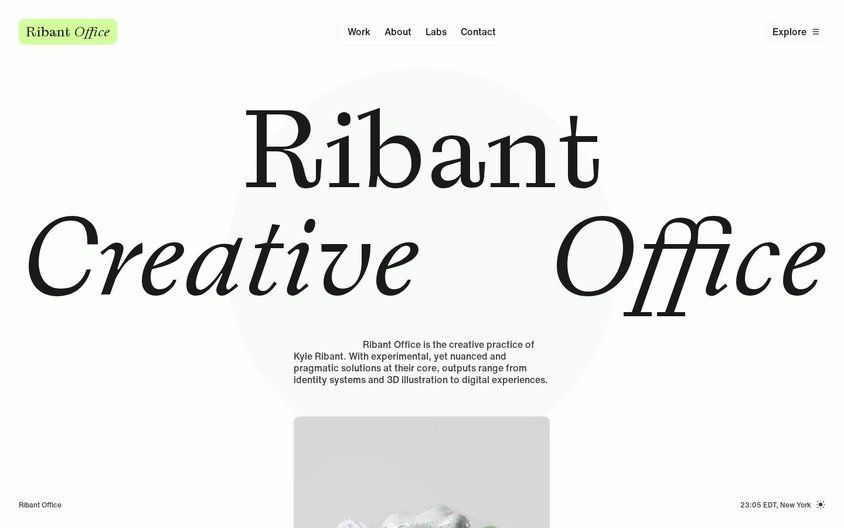 Ribant Office
Work About Labs Contact
Explore
Ribant
Creative Office
Ribant Office is the creative practice of
Kyle Ribant. With experimental, yet nuanced and
pragmatic solutions at their core, outputs range from
identity systems and 3D illustration to digital experiences.
Ribant Office
23:05 EDT, New York